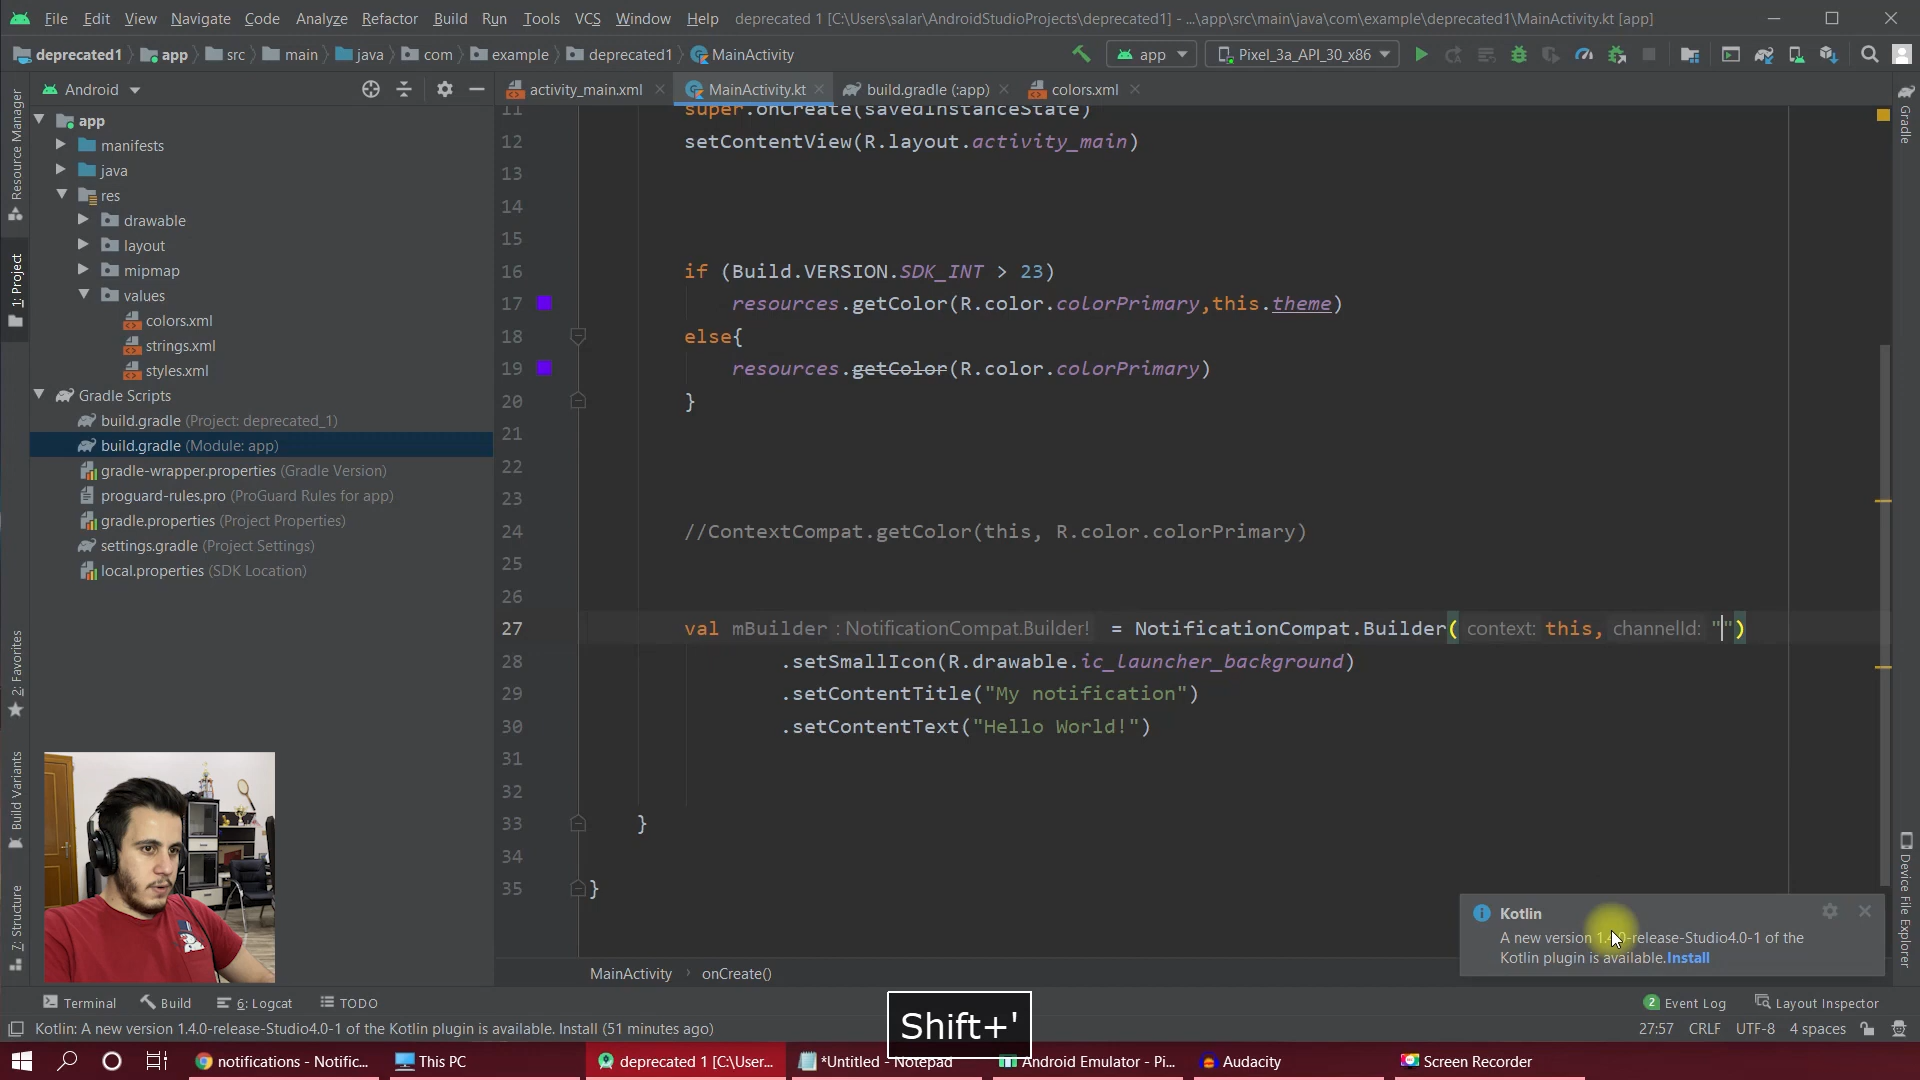 File Edit View Navigate Code Analyze Refactor Build Run Tools VCS Window Help deprecated 1 [C:\Users\salar\AndroidStudioProjects\deprecated1] - ...\app\src\main\java\com\example\deprecated1\MainActivity.kt [app]
deprecated1 app src main java com example deprecated1 MainActivity app Pixel_3a_API_30_x86
Android activity_main.xml MainActivity.kt build.gradle (:app) colors.xml
Resource Manager
1: Project
2: Favorites
Build Variants
7: Structure
Gradle
Device File Explorer
app
manifests
java
res
drawable
layout
mipmap
values
colors.xml
strings.xml
styles.xml
Gradle Scripts
build.gradle (Project: deprecated_1)
build.gradle (Module: app)
gradle-wrapper.properties (Gradle Version)
proguard-rules.pro (ProGuard Rules for app)
gradle.properties (Project Properties)
settings.gradle (Project Settings)
local.properties (SDK Location)
11 super.onCreate(savedInstanceState)
12 setContentView(R.layout.activity_main)
13
14
15
16 if (Build.VERSION.SDK_INT > 23)
17 resources.getColor(R.color.colorPrimary,this.theme)
18 else{
19 resources.getColor(R.color.colorPrimary)
20 }
21
22
23
24 //ContextCompat.getColor(this, R.color.colorPrimary)
25
26
27 val mBuilder : NotificationCompat.Builder! = NotificationCompat.Builder( context: this, channelId: "")
28 .setSmallIcon(R.drawable.ic_launcher_background)
29 .setContentTitle("My notification")
30 .setContentText("Hello World!")
31
32
33 }
34
35 }
Kotlin
A new version 1.4.0-release-Studio4.0-1 of the
Kotlin plugin is available. Install
MainActivity › onCreate()
Terminal Build 6: Logcat TODO 2 Event Log Layout Inspector
Kotlin: A new version 1.4.0-release-Studio4.0-1 of the Kotlin plugin is available. Install (51 minutes ago) 27:57 CRLF UTF-8 4 spaces
Shift+'
notifications - Notific... This PC deprecated 1 [C:\User... *Untitled - Notepad Android Emulator - Pi... Audacity Screen Recorder